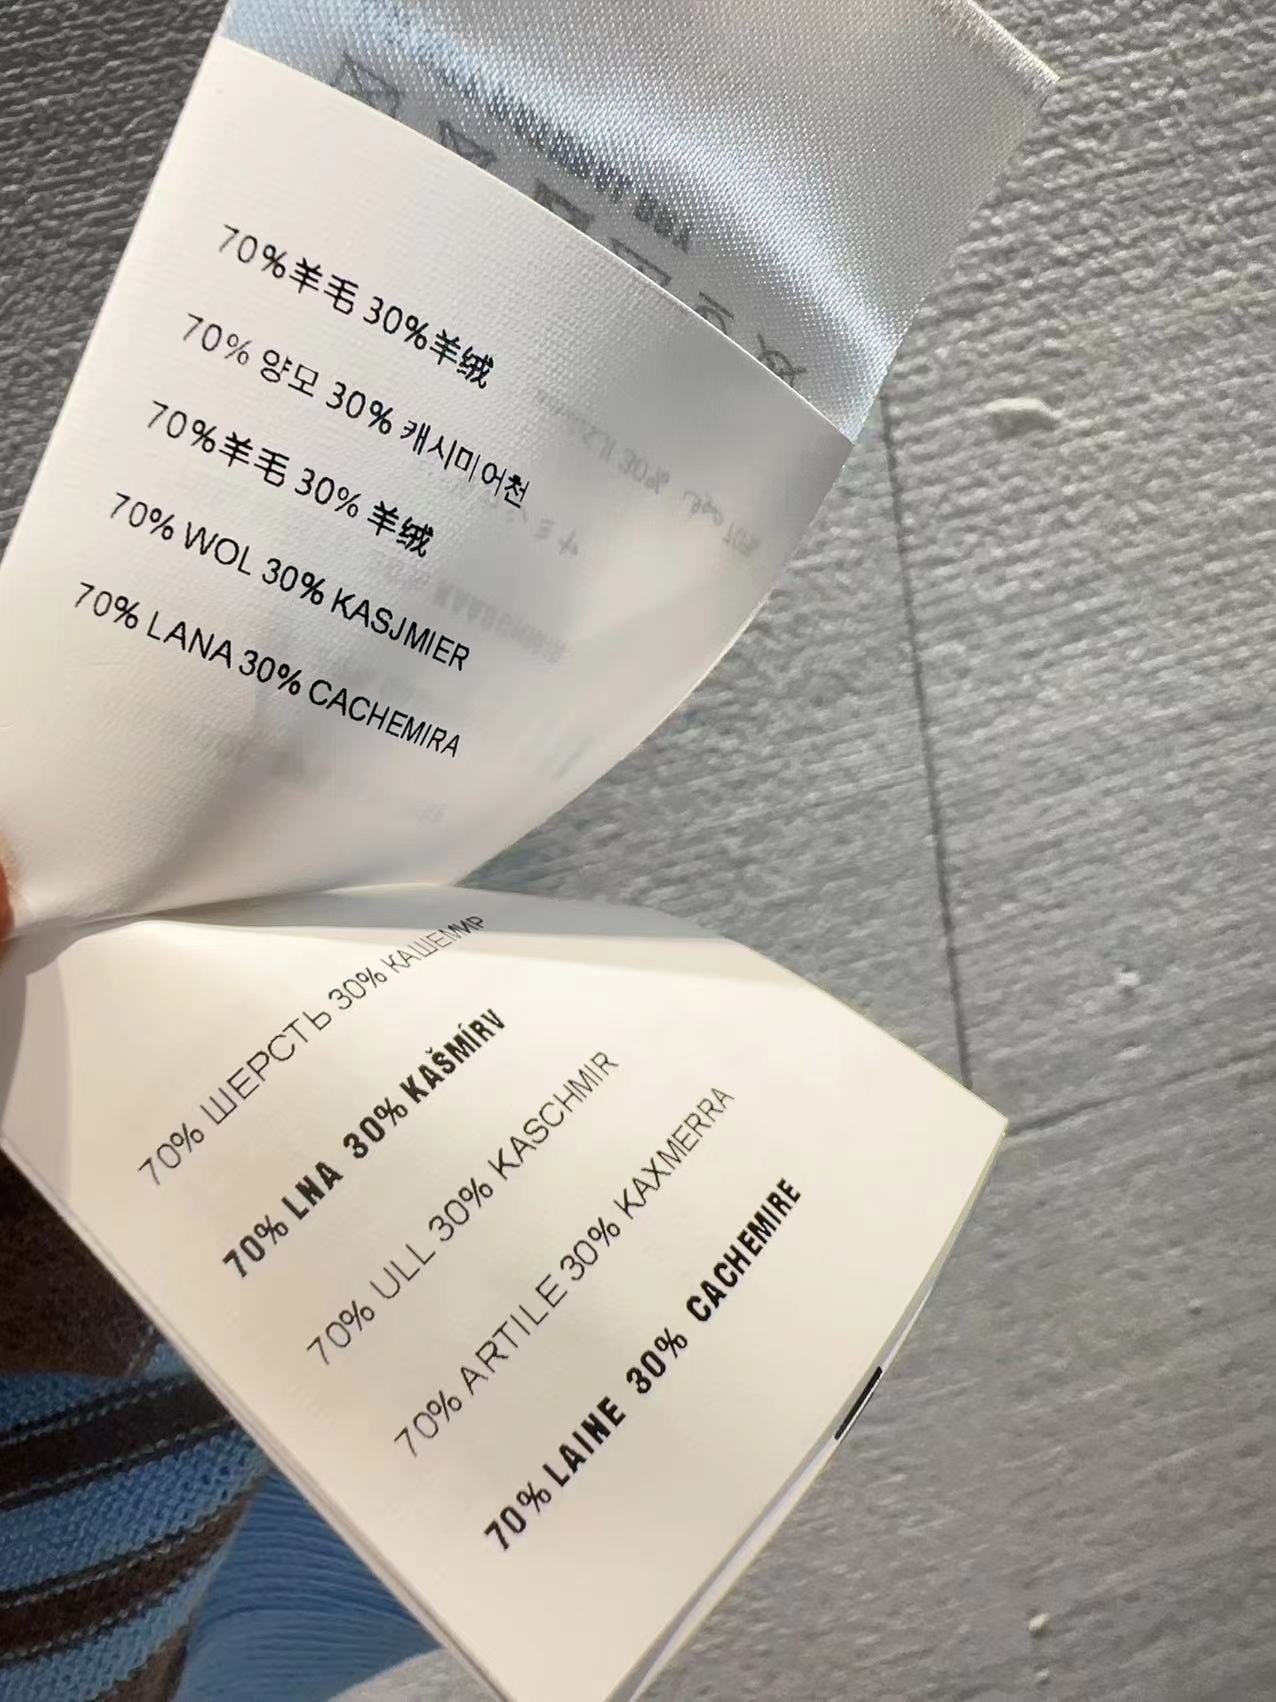 70%羊毛 30%羊绒
70% 양모 30% 캐시미어천
70%羊毛 30% 羊绒
70% WOL 30% KASJMIER
70% LANA 30% CACHEMIRA
70% ШЕРСТЬ 30% КАШЕМИР
70% LNA 30% KAŠMÍRV
70% ULL 30% KASCHMIR
70% ARTILE 30% KAXMERRA
70% LAINE 30% CACHEMIRE